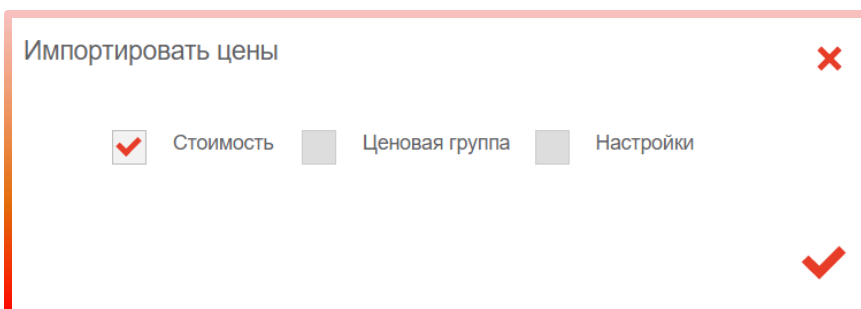 Импортировать цены
Стоимость Ценовая группа Настройки